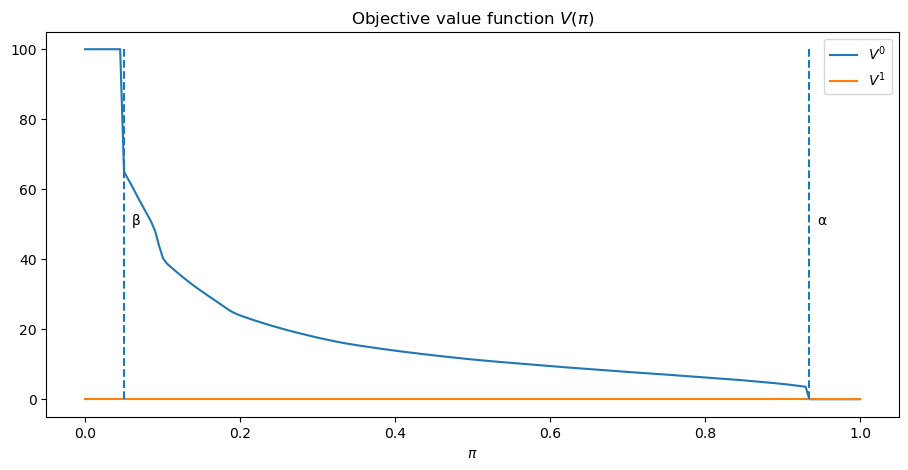 Objective value function V(π)
V⁰
V¹
100
80
60
40
20
0
β
α
0.0 0.2 0.4 0.6 0.8 1.0
π